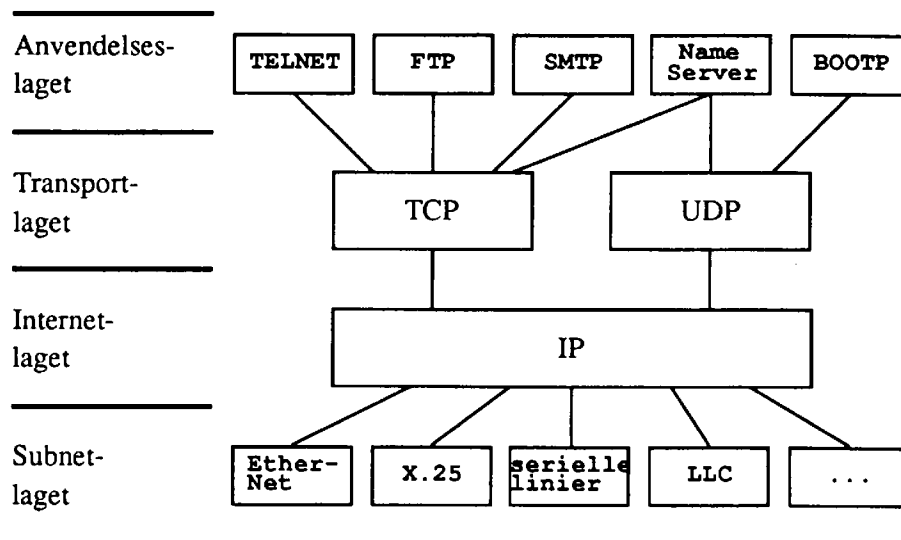 Anvendelses-
laget
TELNET
FTP
SMTP
Name
Server
BOOTP
Transport-
laget
TCP
UDP
Internet-
laget
IP
Subnet-
laget
Ether-
Net
X.25
serielle
linier
LLC
...